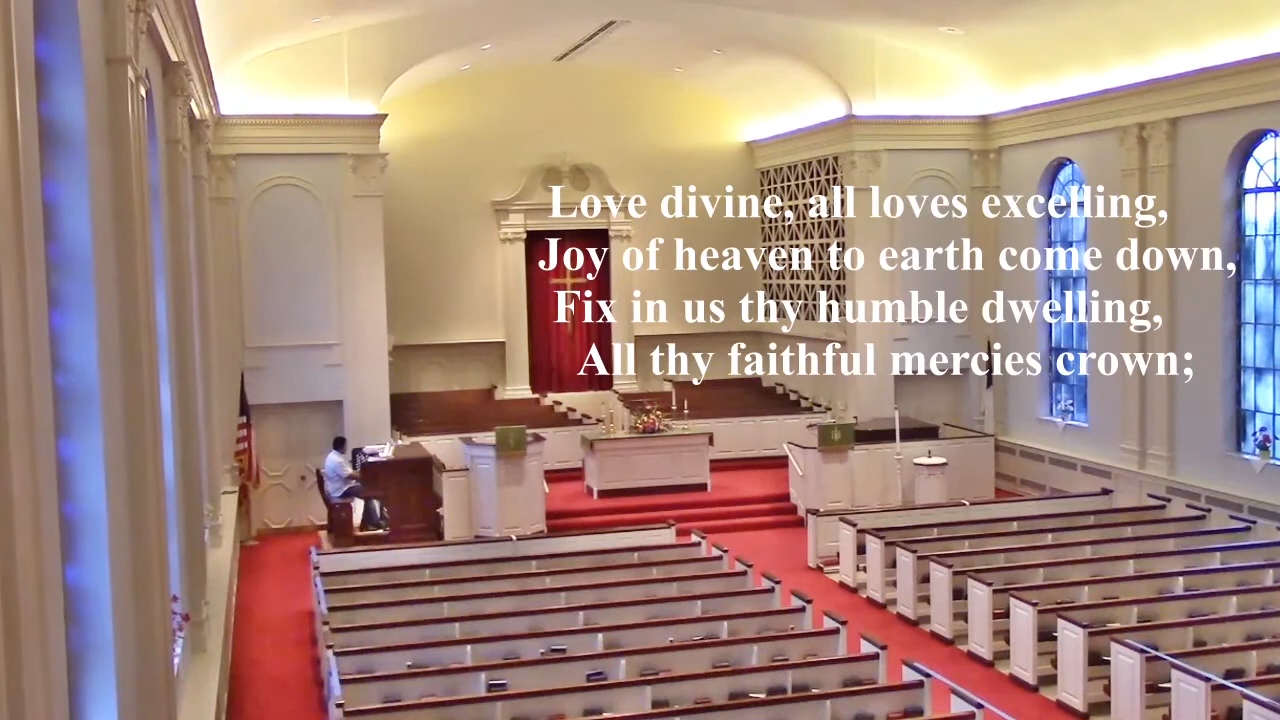 Love divine, all loves excelling,
Joy of heaven to earth come down,
Fix in us thy humble dwelling,
All thy faithful mercies crown;